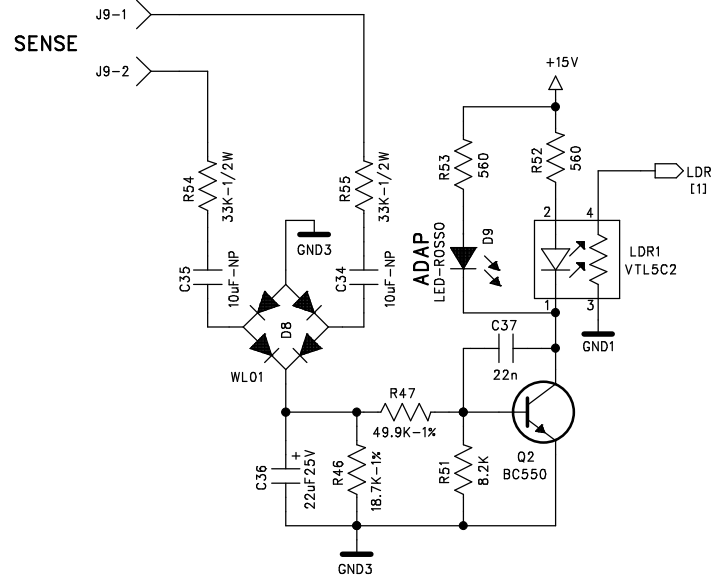 J9-1
SENSE
J9-2
+15V
R54
33K-1/2W
R55
33K-1/2W
R53
560
R52
560
LDR
[1]
2
4
GND3
ADAP
LED-ROSSO
D9
LDR1
VTL5C2
C35
10uF-NP
C34
10uF-NP
D8
1
3
GND1
C37
22n
WL01
R47
49.9K-1%
C36
+
22uF25V
R46
18.7K-1%
R51
8.2K
Q2
BC550
GND3